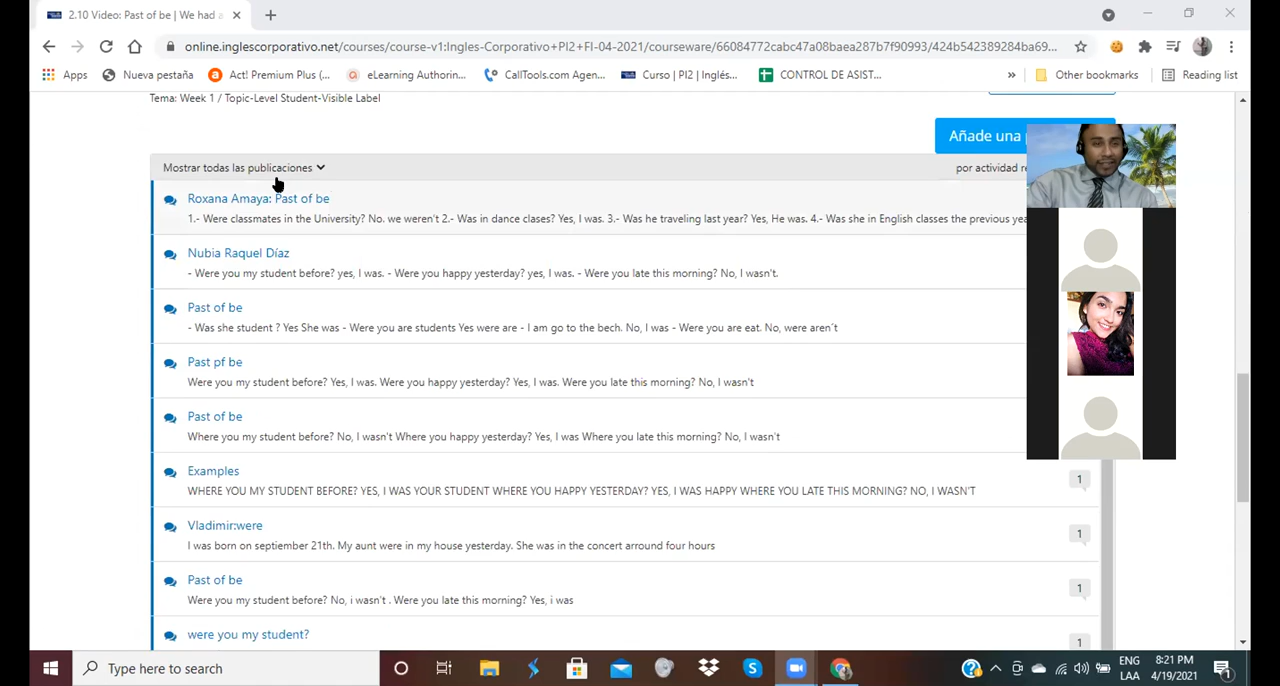 2.10 Video: Past of be | We had a
online.inglescorporativo.net/courses/course-v1:Ingles-Corporativo+PI2+FI-04-2021/courseware/66084772cabc47a08baea287b7f90993/424b542389284ba69...
Apps Nueva pestaña Act! Premium Plus (... eLearning Authorin... CallTools.com Agen... Curso | PI2 | Inglés... CONTROL DE ASIST... » Other bookmarks Reading list
Tema: Week 1 / Topic-Level Student-Visible Label
Añade una
Mostrar todas las publicaciones por actividad re
Roxana Amaya: Past of be
1.- Were classmates in the University? No. we weren't 2.- Was in dance clases? Yes, I was. 3.- Was he traveling last year? Yes, He was. 4.- Was she in English classes the previous yea
Nubia Raquel Díaz
- Were you my student before? yes, I was. - Were you happy yesterday? yes, I was. - Were you late this morning? No, I wasn't.
Past of be
- Was she student ? Yes She was - Were you are students Yes were are - I am go to the bech. No, I was - Were you are eat. No, were aren´t
Past pf be
Were you my student before? Yes, I was. Were you happy yesterday? Yes, I was. Were you late this morning? No, I wasn't
Past of be
Where you my student before? No, I wasn't Where you happy yesterday? Yes, I was Where you late this morning? No, I wasn't
Examples
WHERE YOU MY STUDENT BEFORE? YES, I WAS YOUR STUDENT WHERE YOU HAPPY YESTERDAY? YES, I WAS HAPPY WHERE YOU LATE THIS MORNING? NO, I WASN'T
1
Vladimir:were
I was born on septiember 21th. My aunt were in my house yesterday. She was in the concert arround four hours
1
Past of be
Were you my student before? No, i wasn't . Were you late this morning? Yes, i was
1
were you my student?
1
Type here to search
ENG 8:21 PM
LAA 4/19/2021
1